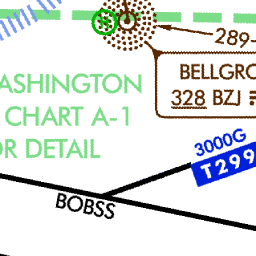 289-
BELLGRO
328 BZJ
ASHINGTON
CHART A-1
OR DETAIL
3000G
T299
BOBSS